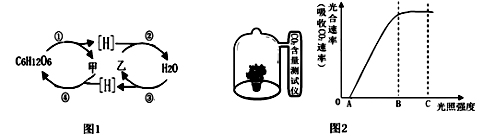 ① [H] ②
C6H12O6 甲 乙 H2O
④ [H] ③
图1
CO₂含量测试仪
光合速率
(吸收CO₂速率)
0 A B C 光照强度
图2